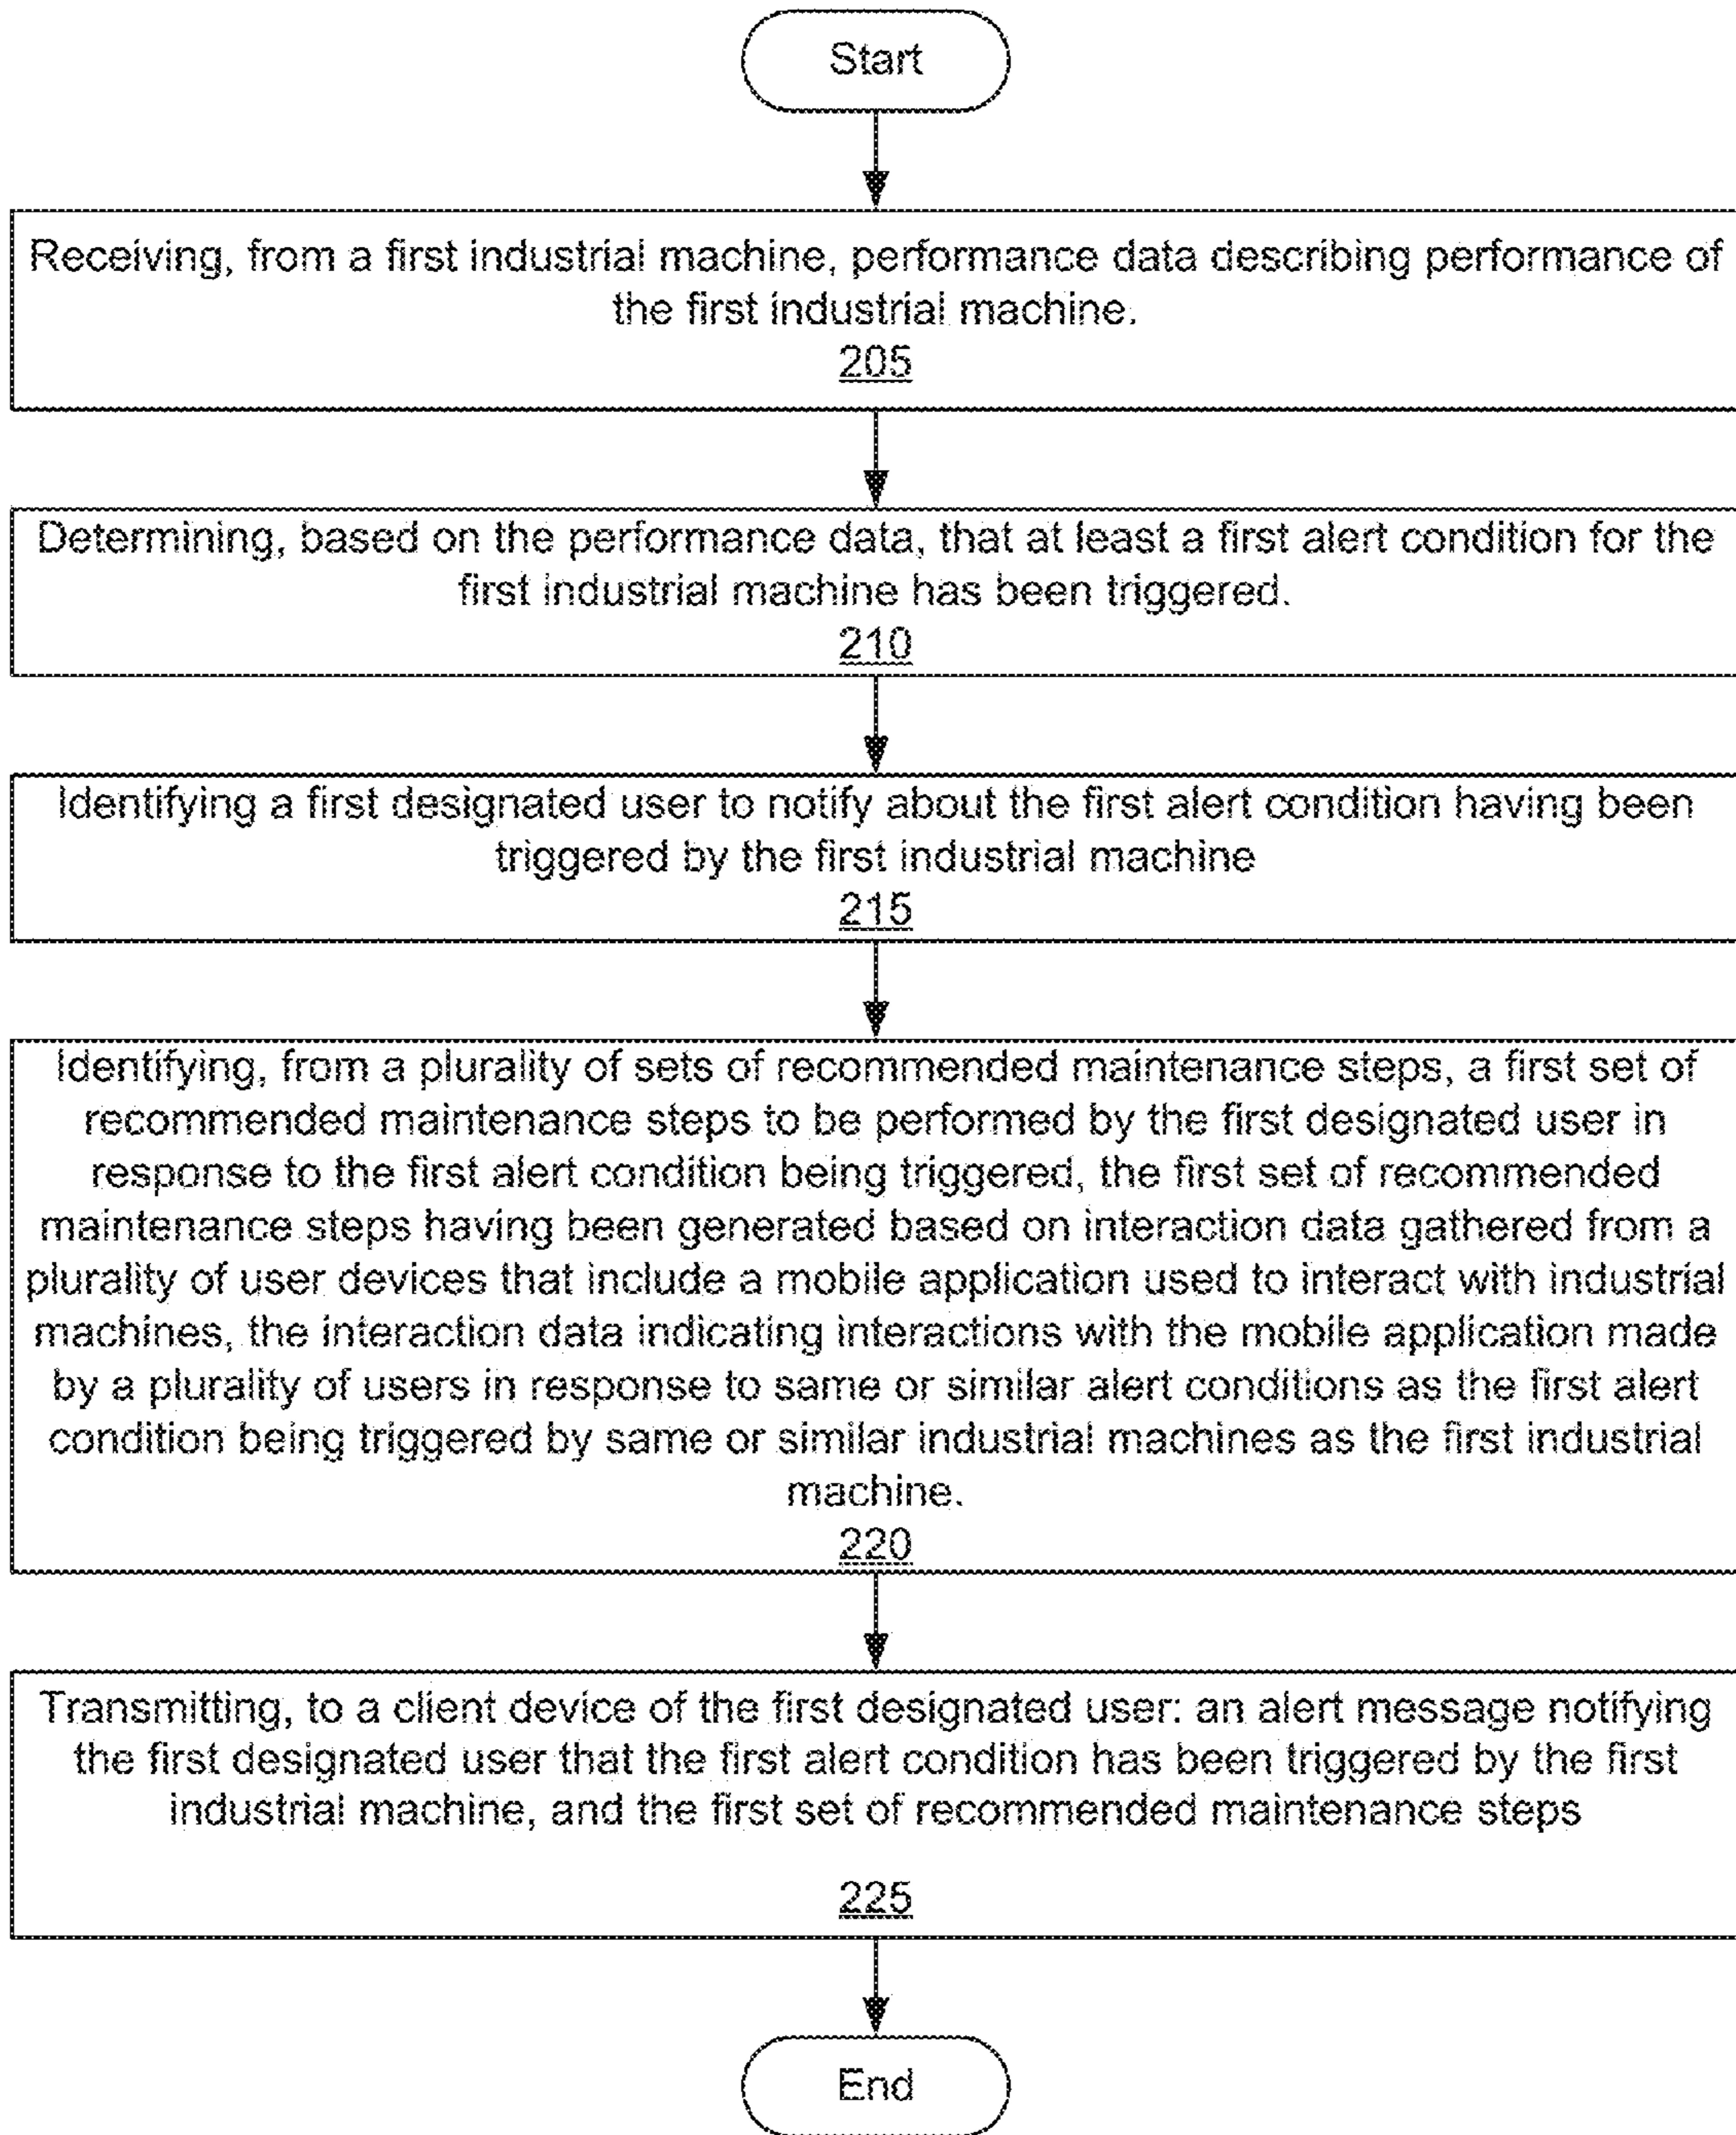 Start
Receiving, from a first industrial machine, performance data describing performance of
the first industrial machine.
205
Determining, based on the performance data, that at least a first alert condition for the
first industrial machine has been triggered.
210
Identifying a first designated user to notify about the first alert condition having been
triggered by the first industrial machine
215
Identifying, from a plurality of sets of recommended maintenance steps, a first set of
recommended maintenance steps to be performed by the first designated user in
response to the first alert condition being triggered, the first set of recommended
maintenance steps having been generated based on interaction data gathered from a
plurality of user devices that include a mobile application used to interact with industrial
machines, the interaction data indicating interactions with the mobile application made
by a plurality of users in response to same or similar alert conditions as the first alert
condition being triggered by same or similar industrial machines as the first industrial
machine.
220
Transmitting, to a client device of the first designated user: an alert message notifying
the first designated user that the first alert condition has been triggered by the first
industrial machine, and the first set of recommended maintenance steps
225
End